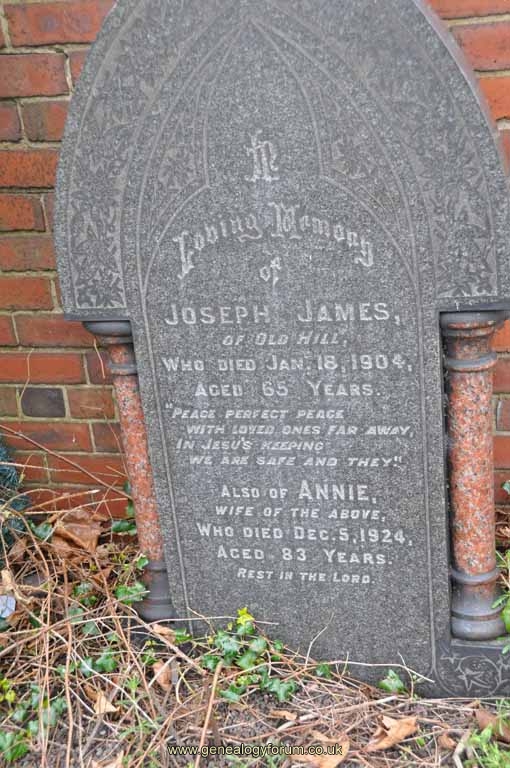 In
Loving Memory
of
JOSEPH JAMES,
OF OLD HILL,
WHO DIED JAN. 18, 1904,
AGED 65 YEARS.
"PEACE PERFECT PEACE
WITH LOVED ONES FAR AWAY,
IN JESU'S KEEPING
WE ARE SAFE AND THEY".
ALSO OF ANNIE,
WIFE OF THE ABOVE,
WHO DIED DEC. 5, 1924,
AGED 83 YEARS.
REST IN THE LORD.
www.genealogyforum.co.uk